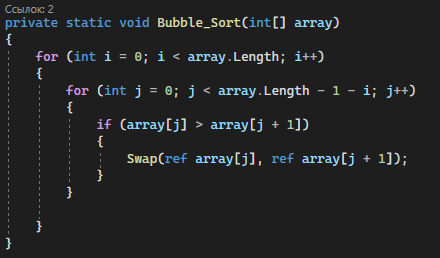 Ссылок: 2
private static void Bubble_Sort(int[] array)
{
    for (int i = 0; i < array.Length; i++)
    {
        for (int j = 0; j < array.Length - 1 - i; j++)
        {
            if (array[j] > array[j + 1])
            {
                Swap(ref array[j], ref array[j + 1]);
            }
        }
    }
}